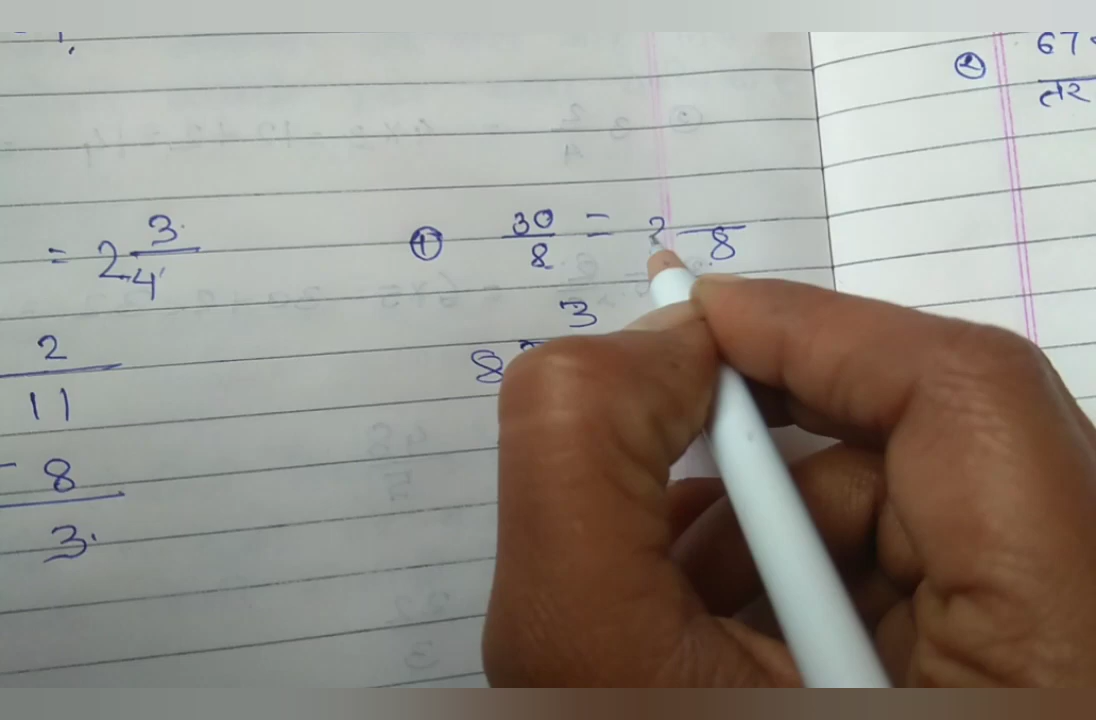 = 2 3/4
2
11
- 8
3
① 30/8 = 3 /8
3
8
② 67
तर